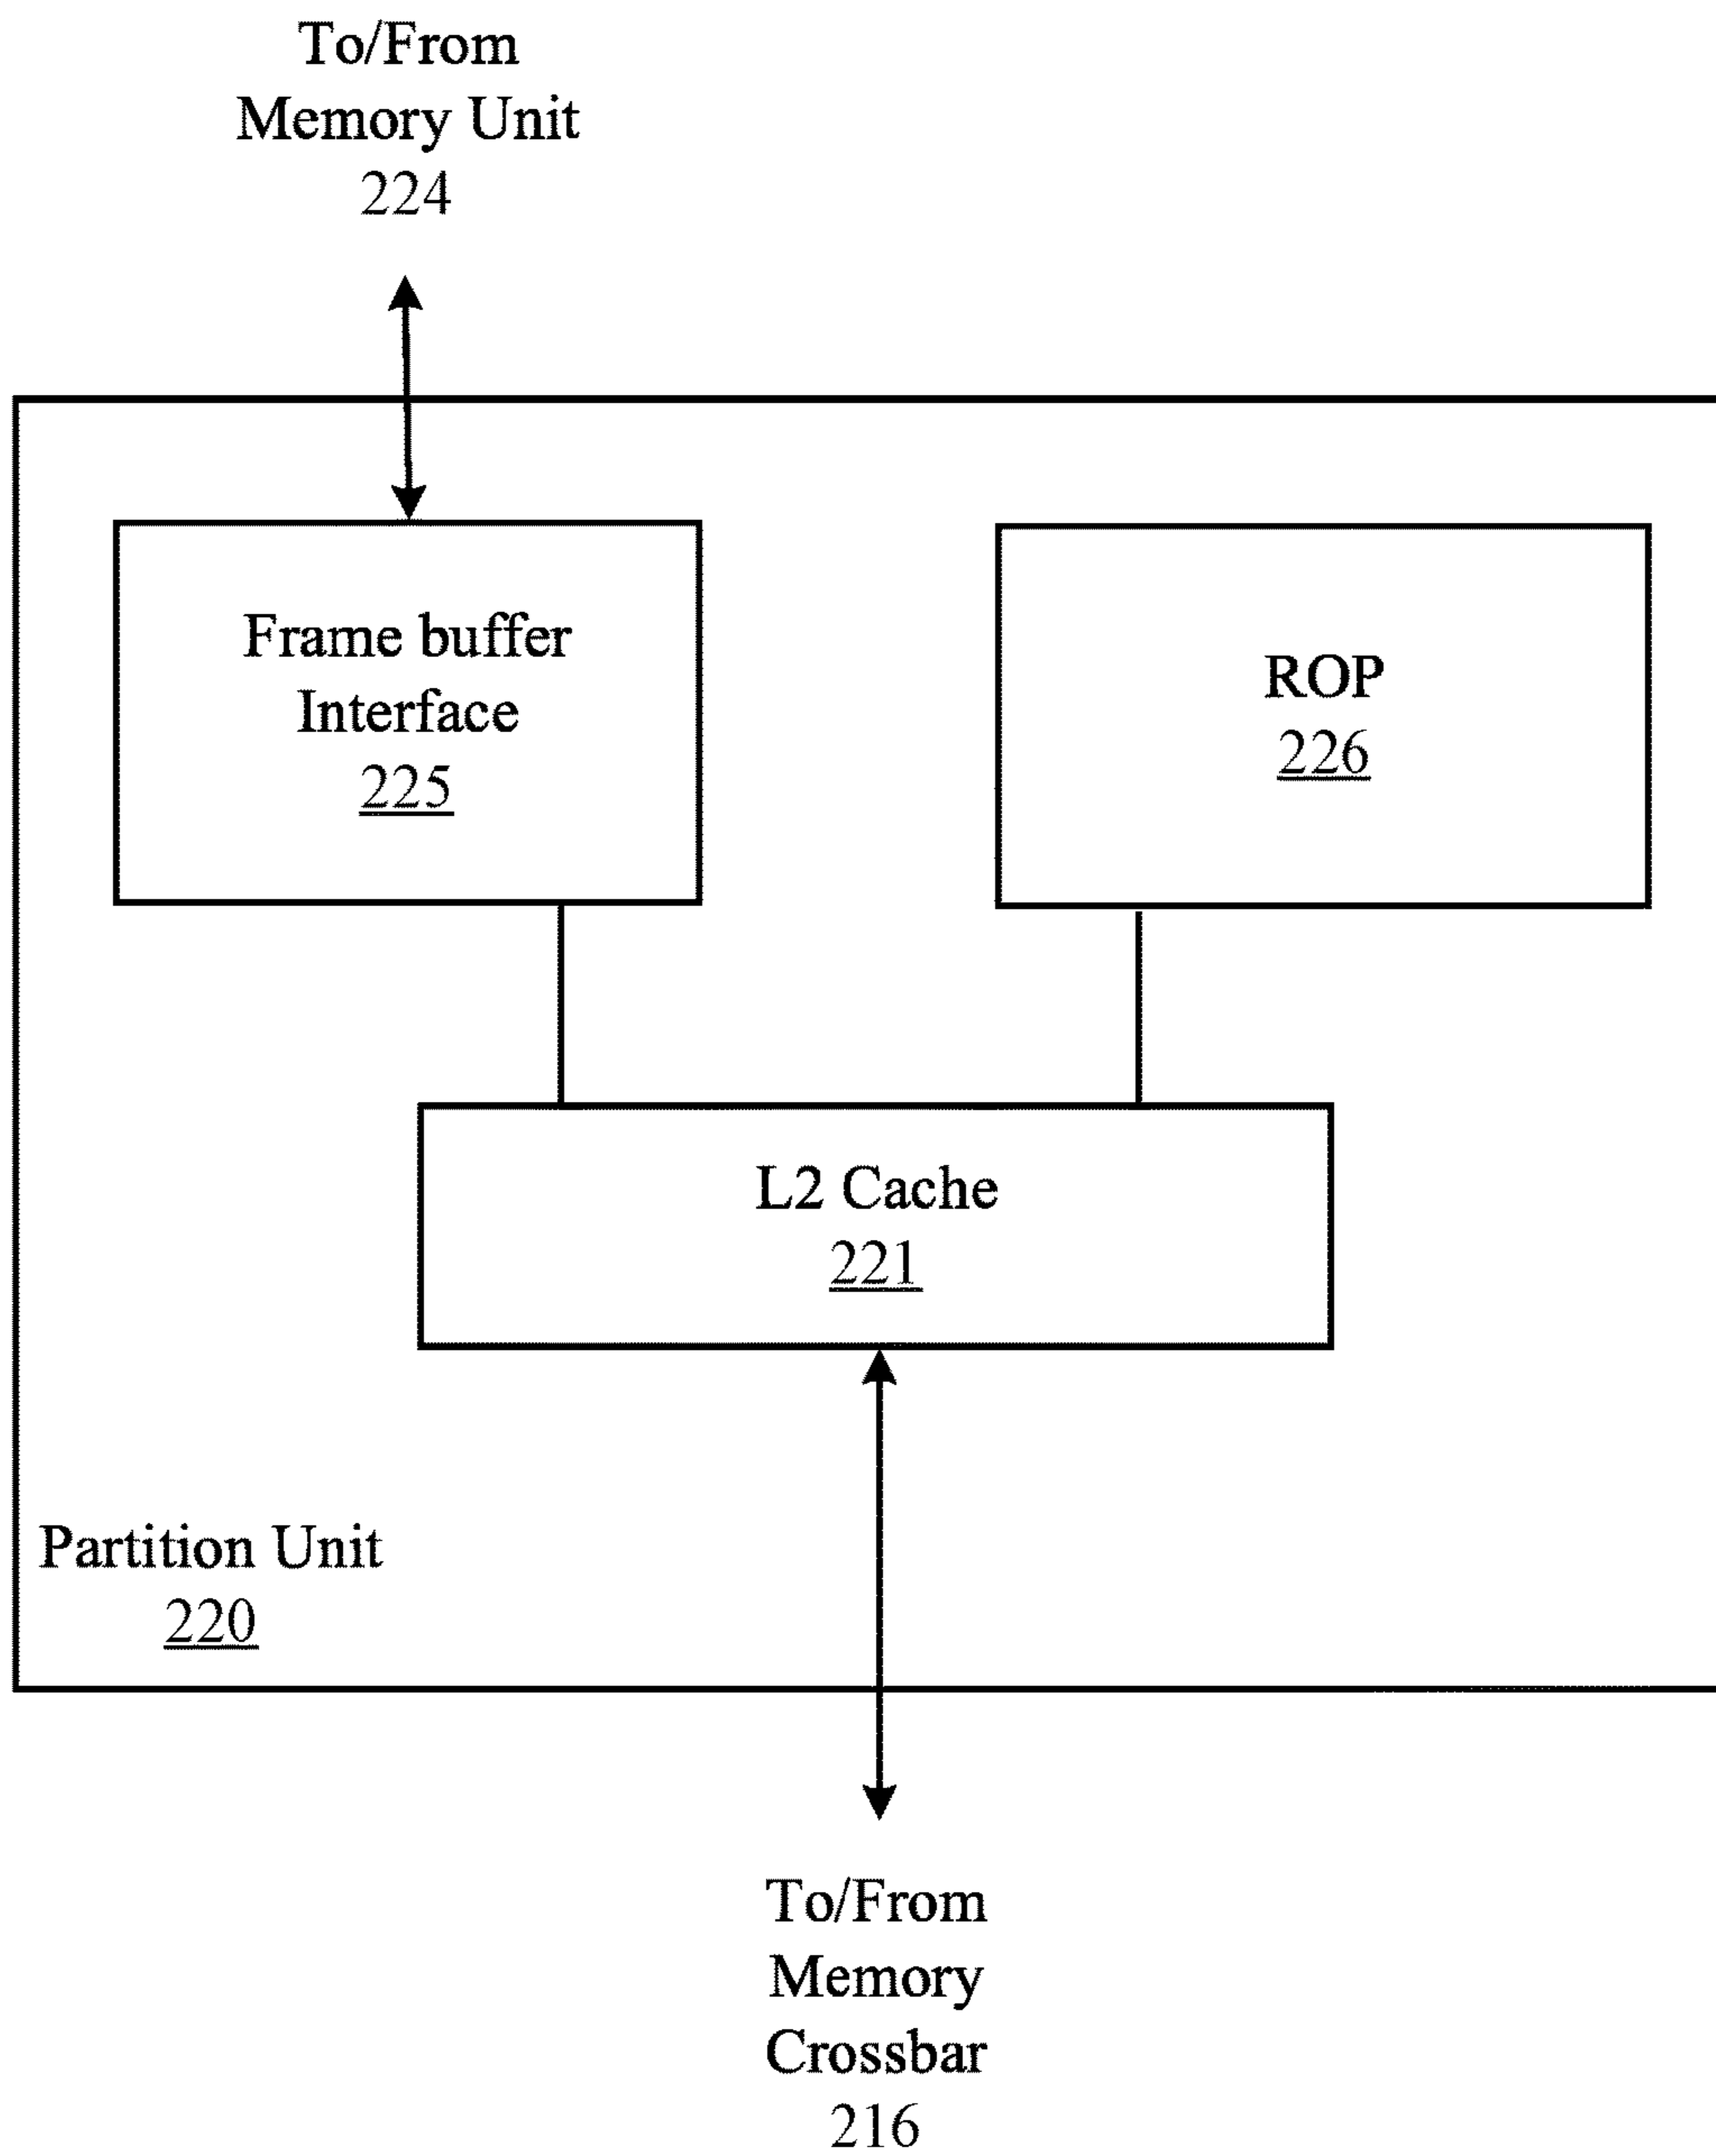 To/From
Memory Unit
224
Frame buffer
Interface
225
ROP
226
L2 Cache
221
Partition Unit
220
To/From
Memory
Crossbar
216